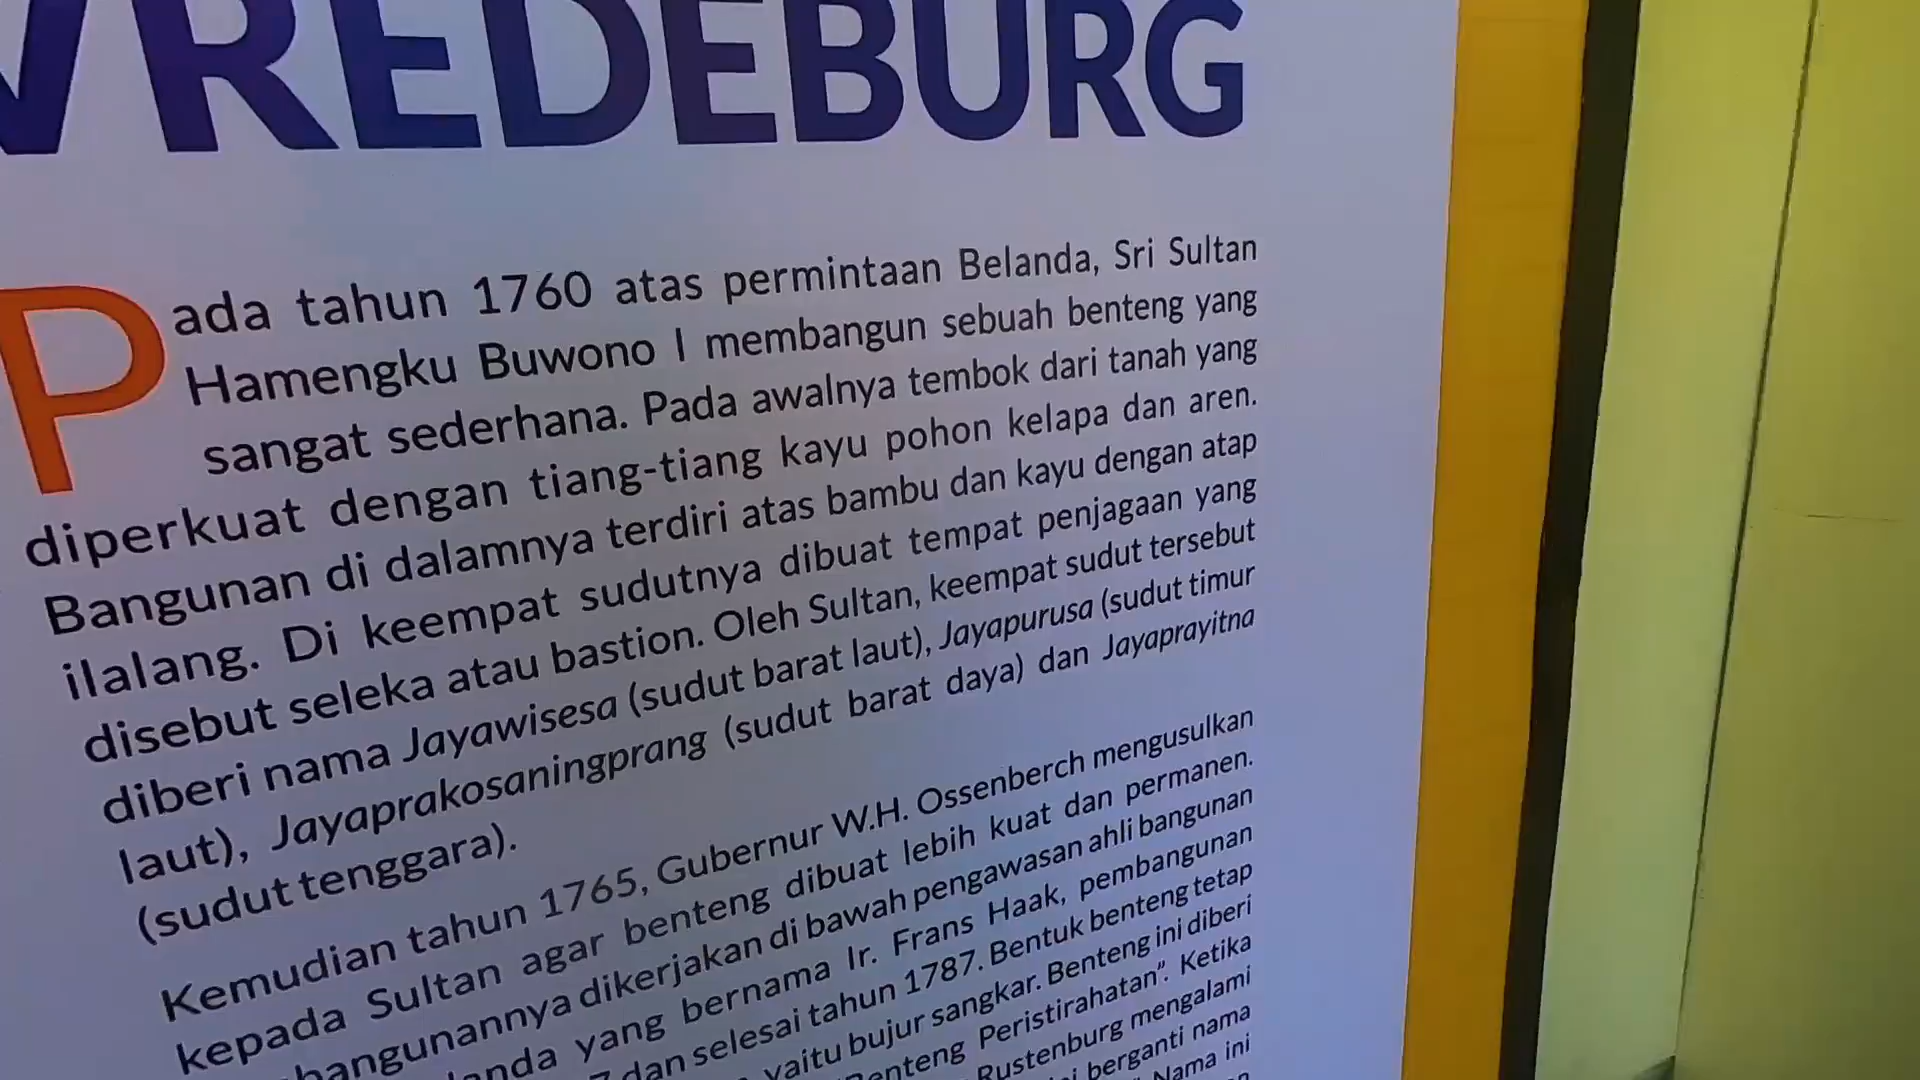 VREDEBURG
Pada tahun 1760 atas permintaan Belanda, Sri Sultan
Hamengku Buwono I membangun sebuah benteng yang
sangat sederhana. Pada awalnya tembok dari tanah yang
diperkuat dengan tiang-tiang kayu pohon kelapa dan aren.
Bangunan di dalamnya terdiri atas bambu dan kayu dengan atap
ilalang. Di keempat sudutnya dibuat tempat penjagaan yang
disebut seleka atau bastion. Oleh Sultan, keempat sudut tersebut
diberi nama Jayawisesa (sudut barat laut), Jayapurusa (sudut timur
laut), Jayaprakosaningprang (sudut barat daya) dan Jayaprayitna
(sudut tenggara).
Kemudian tahun 1765, Gubernur W.H. Ossenberch mengusulkan
kepada Sultan agar benteng dibuat lebih kuat dan permanen.
dikerjakan di bawah pengawasan ahli bangunan
yang bernama Ir. Frans Haak, pembangunan
dan selesai tahun 1787. Bentuk benteng tetap
yaitu bujur sangkar. Benteng ini diberi
Peristirahatan". Ketika
Rustenburg mengalami
berganti nama
Nama ini